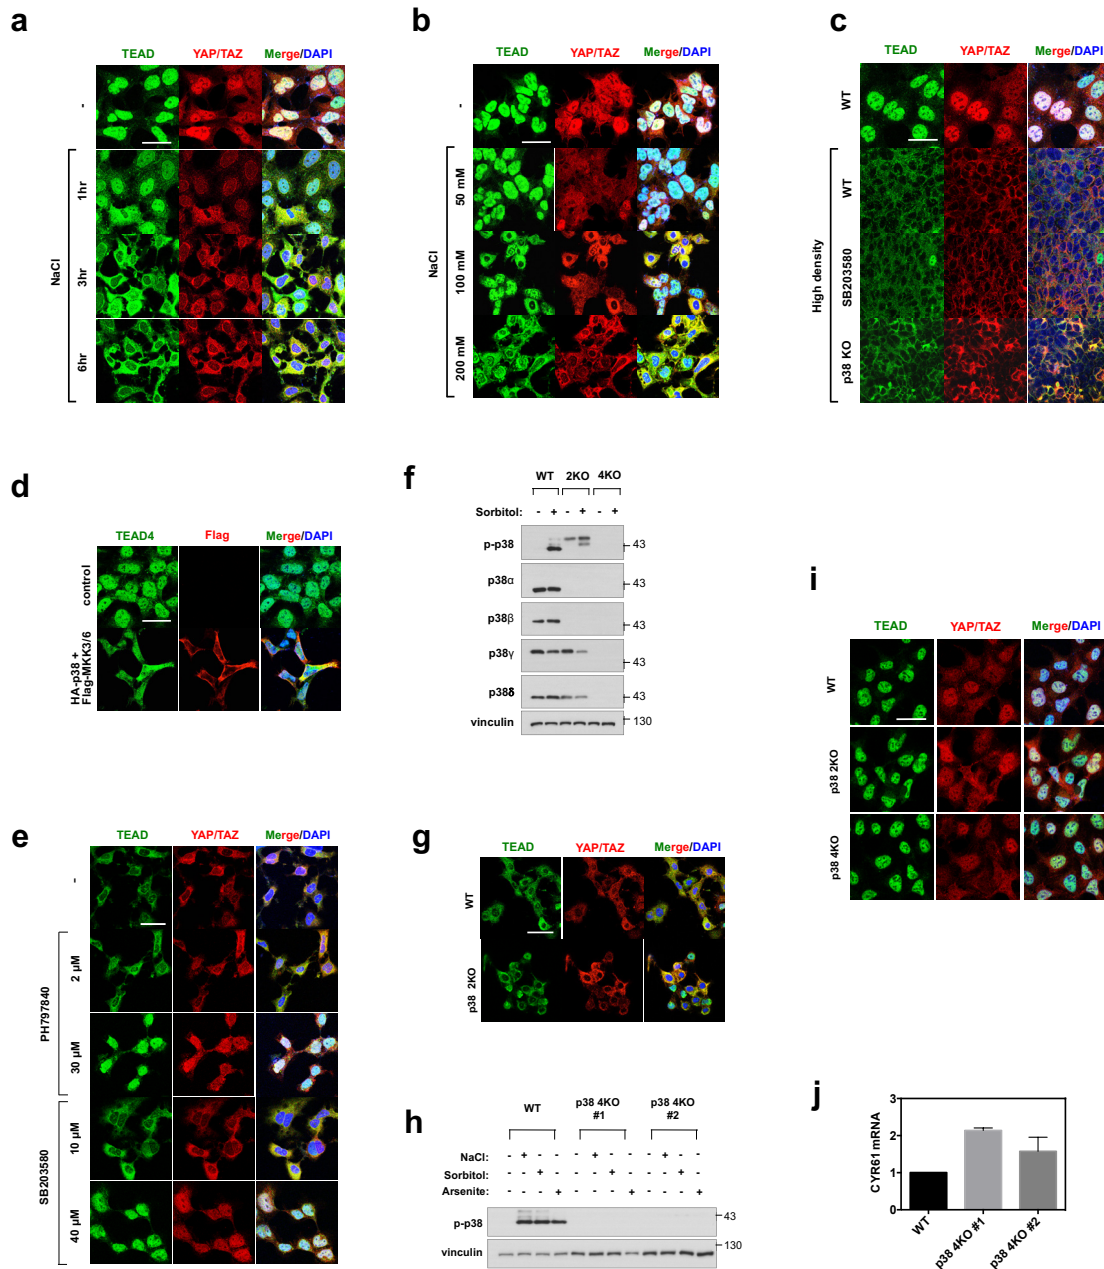 a
TEAD YAP/TAZ Merge/DAPI
-
NaCl
1hr
3hr
6hr
b
TEAD YAP/TAZ Merge/DAPI
-
NaCl
50 mM
100 mM
200 mM
c
TEAD YAP/TAZ Merge/DAPI
WT
High density
WT
SB203580
p38 KO
d
TEAD4 Flag Merge/DAPI
control
HA-p38 +
Flag-MKK3/6
e
TEAD YAP/TAZ Merge/DAPI
-
PH797840
2 µM
30 µM
SB203580
10 µM
40 µM
f
WT 2KO 4KO
Sorbitol: - + - + - +
p-p38 43
p38α 43
p38β 43
p38γ 43
p38δ 43
vinculin 130
g
TEAD YAP/TAZ Merge/DAPI
WT
p38 2KO
h
WT p38 4KO #1 p38 4KO #2
NaCl: - + - - - + - - - + - -
Sorbitol: - - + - - - + - - - + -
Arsenite: - - - + - - - + - - - +
p-p38 43
vinculin 130
i
TEAD YAP/TAZ Merge/DAPI
WT
p38 2KO
p38 4KO
j
CYR61 mRNA
3
2
1
0
WT p38 4KO #1 p38 4KO #2